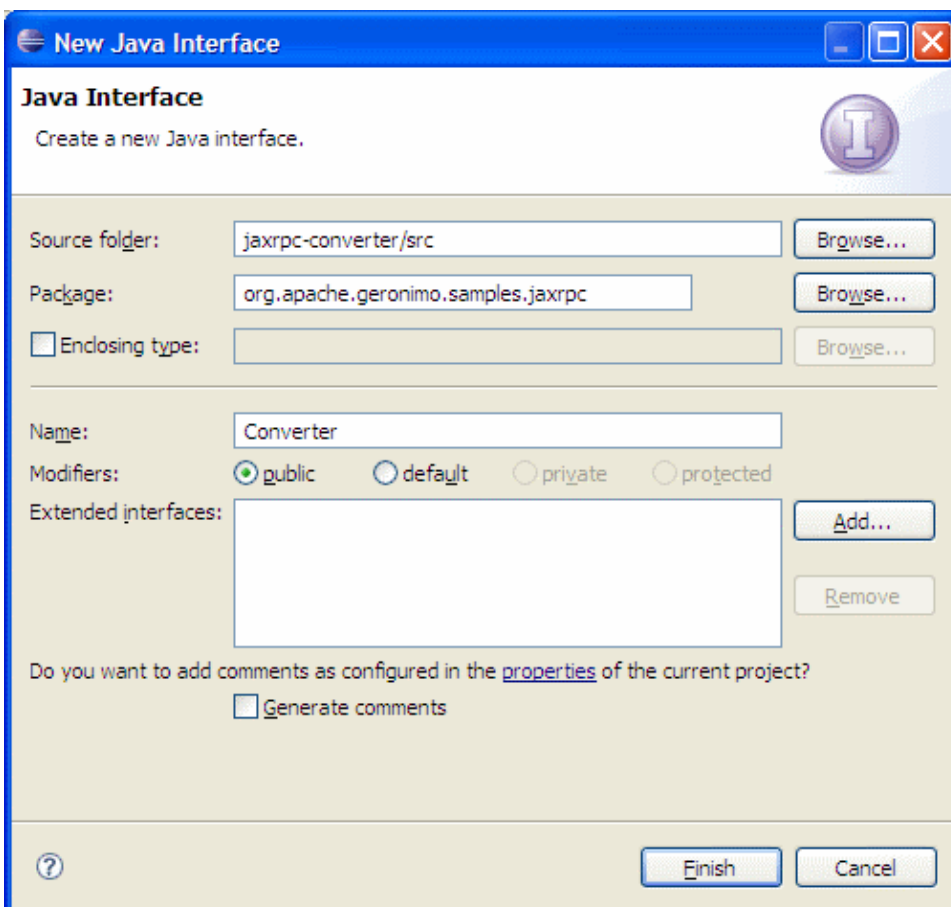 New Java Interface
Java Interface
Create a new Java interface.
I
Source folder: jaxrpc-converter/src Browse...
Package: org.apache.geronimo.samples.jaxrpc Browse...
Enclosing type: Browse...
Name: Converter
Modifiers: public default private protected
Extended interfaces: Add...
Remove
Do you want to add comments as configured in the properties of the current project?
Generate comments
? Finish Cancel